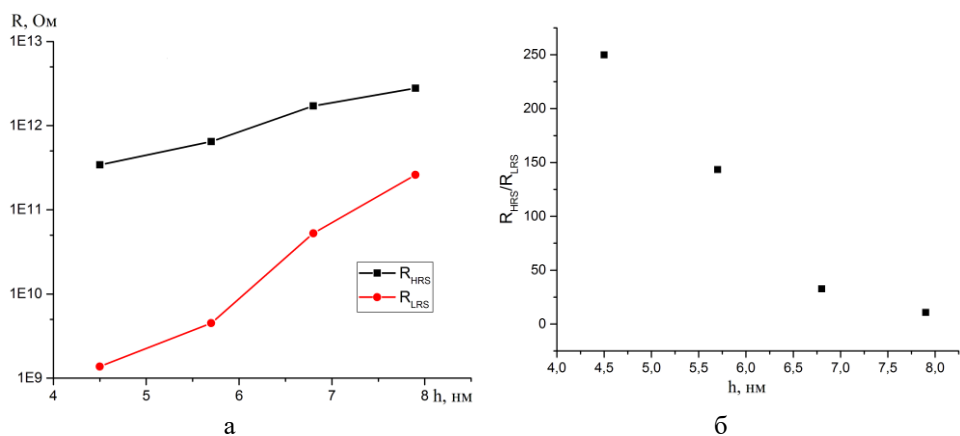 R, Ом
1E13
1E12
1E11
1E10
1E9
R_HRS
R_LRS
4 5 6 7 8 h, нм
а
R_HRS/R_LRS
250
200
150
100
50
0
4,0 4,5 5,0 5,5 6,0 6,5 7,0 7,5 8,0
h, нм
б